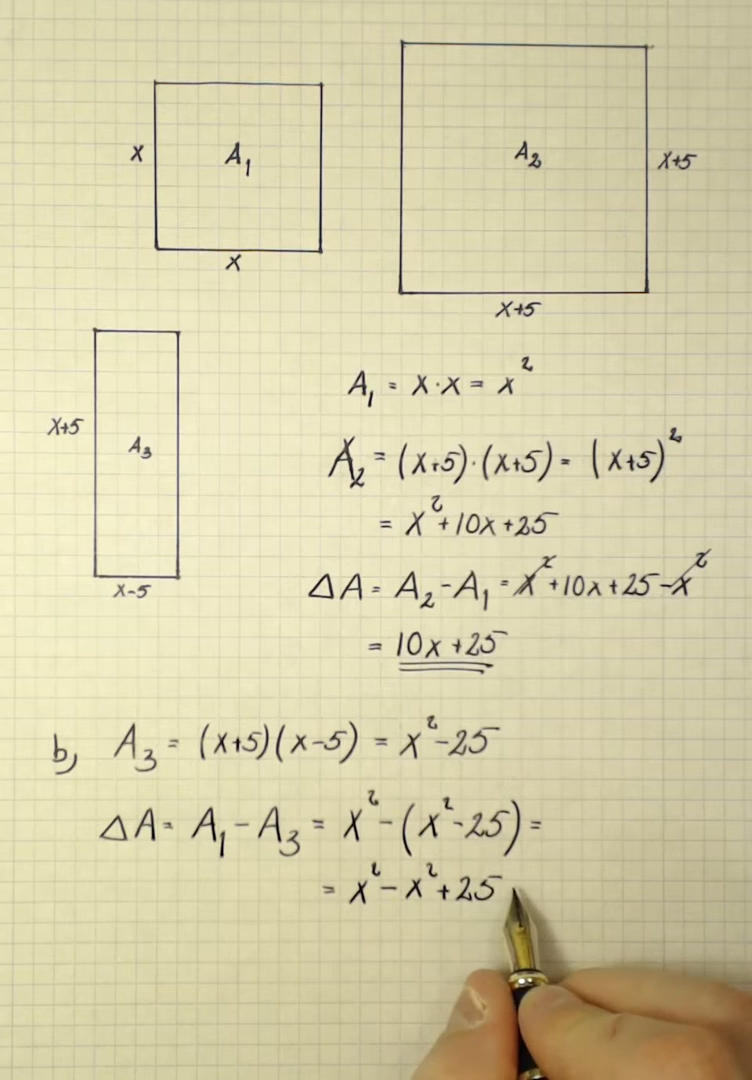 x
A₁
x
A₂
x+5
x+5
x+5
A₃
x-5
A₁ = x·x = x²
A₂ = (x+5)·(x+5) = (x+5)²
= x²+10x+25
ΔA = A₂-A₁ = x²+10x+25-x²
= 10x+25
b) A₃ = (x+5)(x-5) = x²-25
ΔA = A₁-A₃ = x²-(x²-25) =
= x²-x²+25